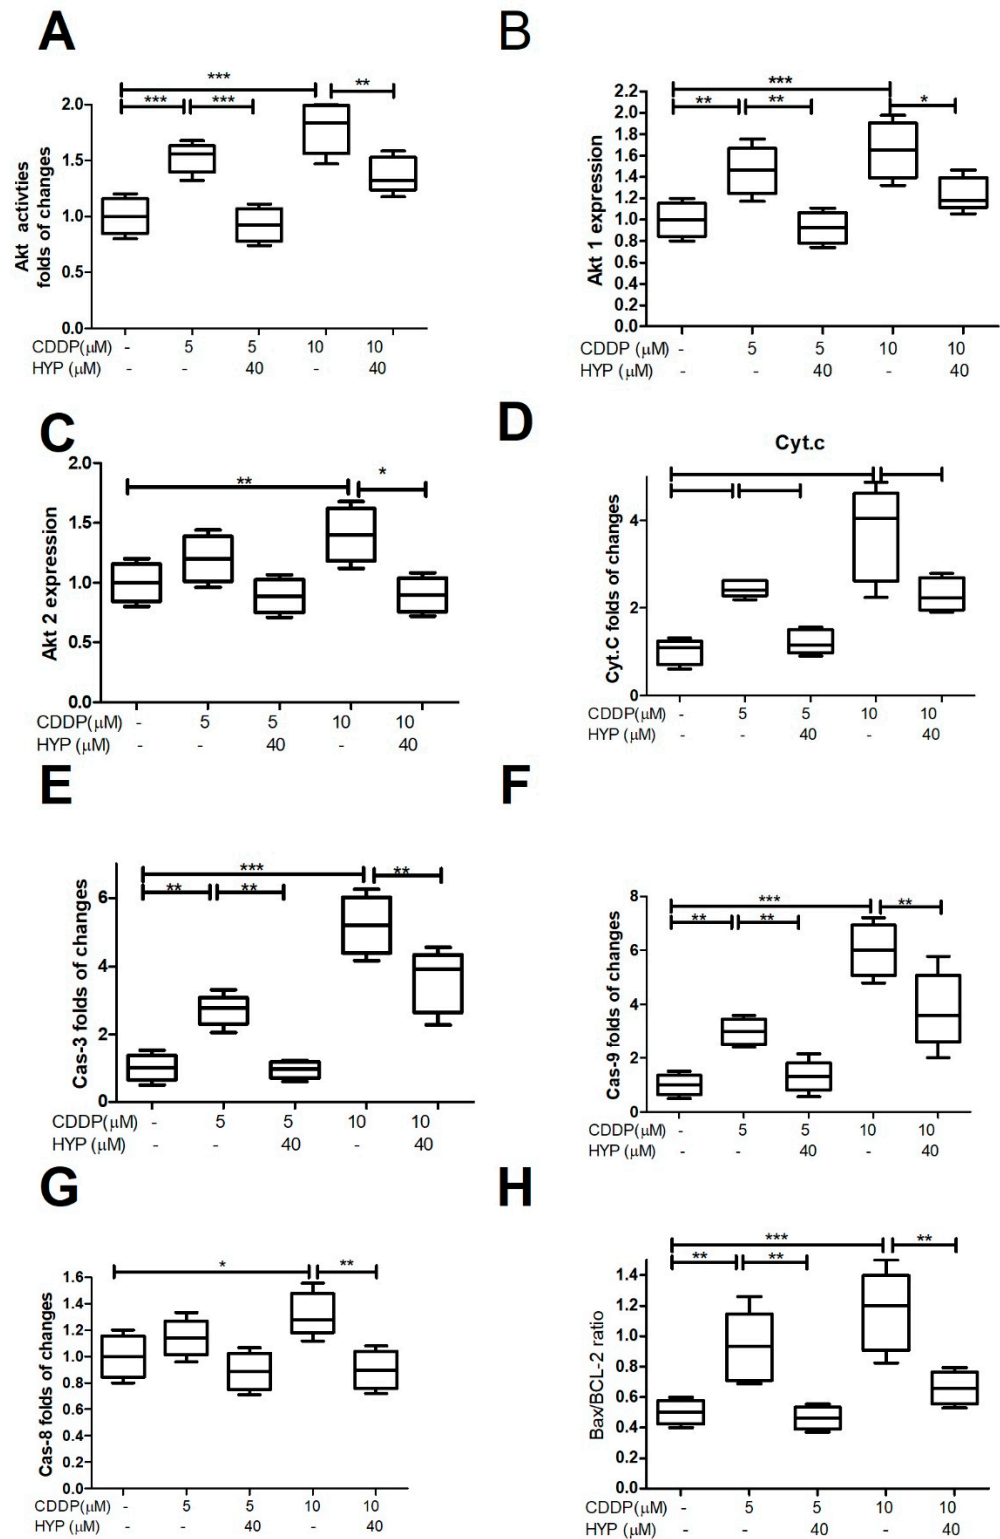 A
B
***
***
***
**
Akt activties
folds of changes
2.0
1.5
1.0
0.5
0.0
CDDP(μM) - 5 5 10 10
HYP (μM) - - 40 - 40
***
**
**
*
Akt 1 expression
2.2
2.0
1.8
1.6
1.4
1.2
1.0
0.8
0.6
0.4
0.2
0.0
CDDP(μM) - 5 5 10 10
HYP (μM) - - 40 - 40
C
D
**
*
Akt 2 expression
2.0
1.5
1.0
0.5
0.0
CDDP(μM) - 5 5 10 10
HYP (μM) - - 40 - 40
Cyt.c
Cyt.C folds of changes
4
2
0
CDDP(μM) - 5 5 10 10
HYP (μM) - - 40 - 40
E
F
***
**
**
**
Cas-3 folds of changes
6
4
2
0
CDDP(μM) - 5 5 10 10
HYP (μM) - - 40 - 40
***
**
**
**
Cas-9 folds of changes
8
6
4
2
0
CDDP(μM) - 5 5 10 10
HYP (μM) - - 40 - 40
G
H
*
**
Cas-8 folds of changes
1.6
1.4
1.2
1.0
0.8
0.6
0.4
0.2
0.0
CDDP(μM) - 5 5 10 10
HYP (μM) - - 40 - 40
***
**
**
**
Bax/BCL-2 ratio
1.4
1.2
1.0
0.8
0.6
0.4
0.2
0.0
CDDP(μM) - 5 5 10 10
HYP (μM) - - 40 - 40